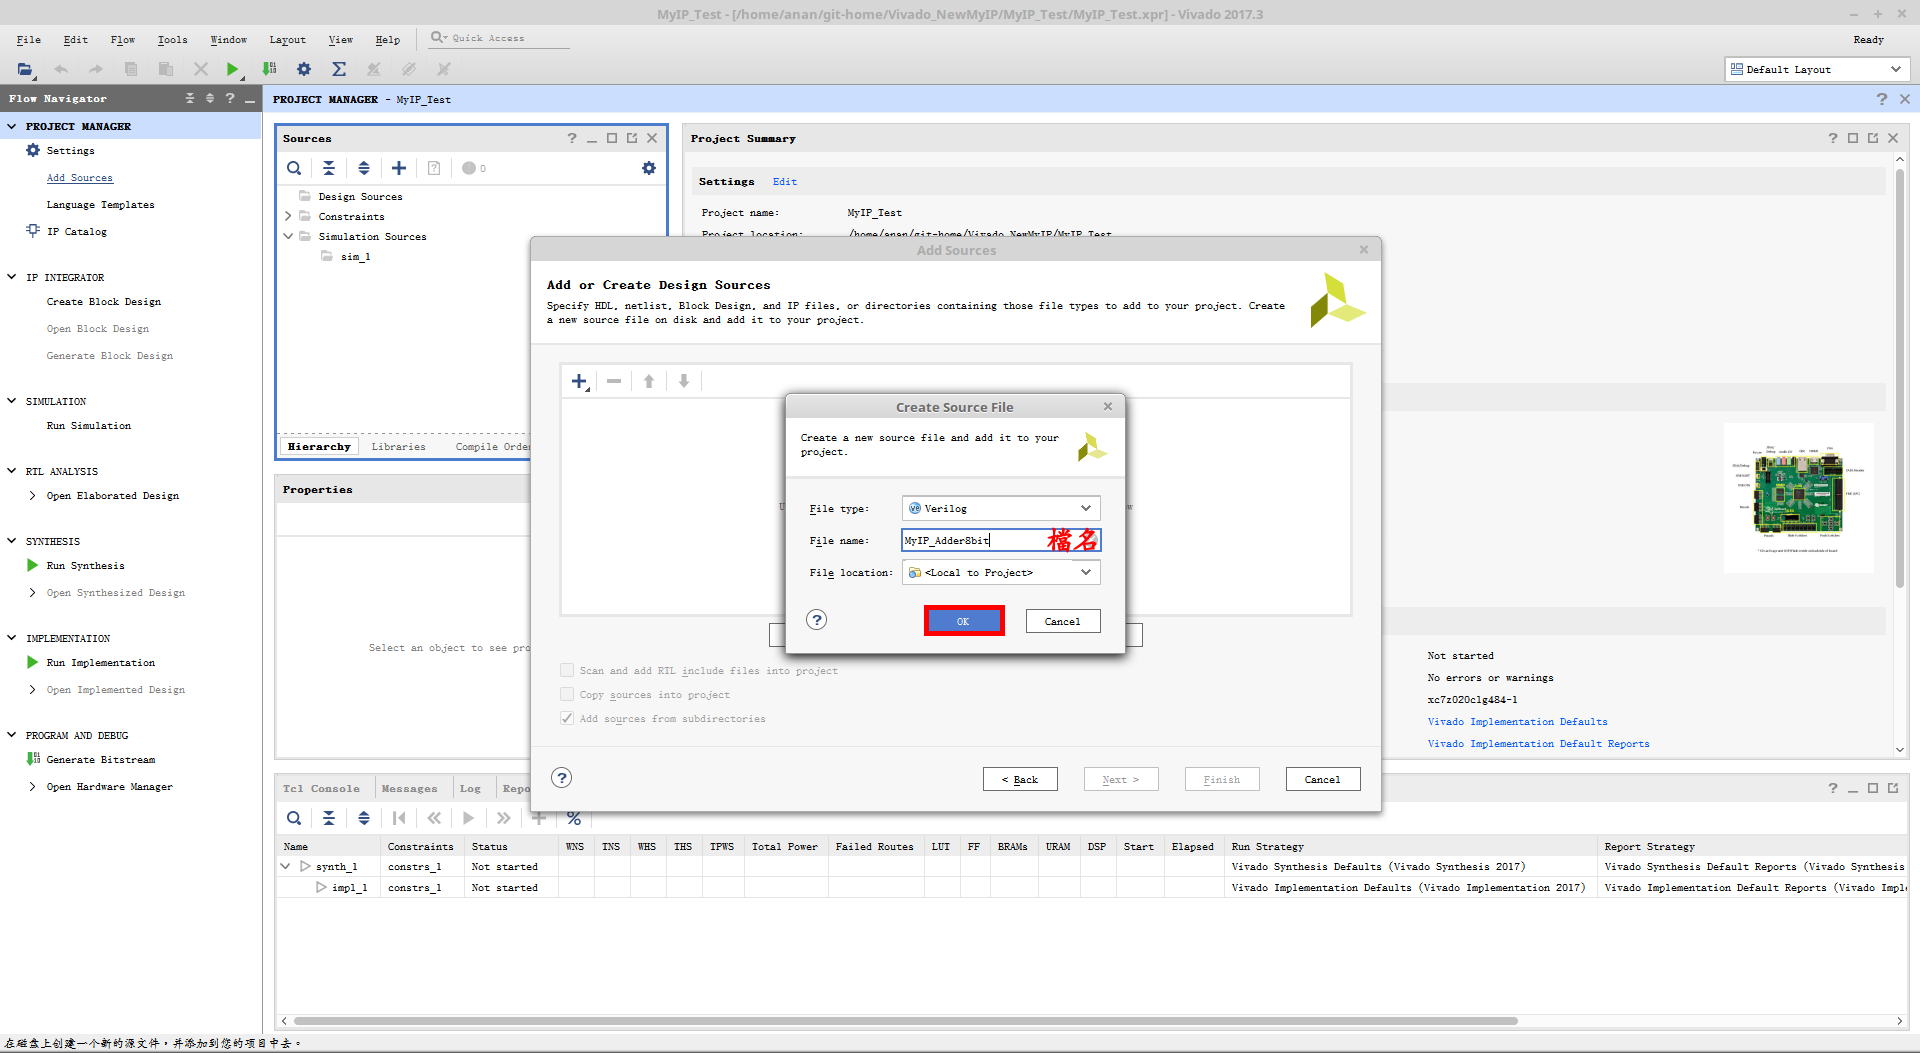 MyIP_Test - [/home/anan/git-home/Vivado_NewMyIP/MyIP_Test/MyIP_Test.xpr] - Vivado 2017.3
File Edit Flow Tools Window Layout View Help Quick Access
Ready
Default Layout
Flow Navigator
PROJECT MANAGER - MyIP_Test
PROJECT MANAGER
Settings
Add Sources
Language Templates
IP Catalog
IP INTEGRATOR
Create Block Design
Open Block Design
Generate Block Design
SIMULATION
Run Simulation
RTL ANALYSIS
Open Elaborated Design
SYNTHESIS
Run Synthesis
Open Synthesized Design
IMPLEMENTATION
Run Implementation
Open Implemented Design
PROGRAM AND DEBUG
Generate Bitstream
Open Hardware Manager
Sources
0
Design Sources
Constraints
Simulation Sources
sim_1
Hierarchy Libraries Compile Order
Properties
Select an object to see pro
Project Summary
Settings Edit
Project name: MyIP_Test
Project location: /home/anan/git-home/Vivado_NewMyIP/MyIP_Test
Not started
No errors or warnings
xc7z020clg484-1
Vivado Implementation Defaults
Vivado Implementation Default Reports
Add Sources
Add or Create Design Sources
Specify HDL, netlist, Block Design, and IP files, or directories containing those file types to add to your project. Create
a new source file on disk and add it to your project.
Create Source File
Create a new source file and add it to your
project.
File type: Verilog
File name: MyIP_Adder8bit 檔名
File location: <Local to Project>
OK Cancel
Scan and add RTL include files into project
Copy sources into project
Add sources from subdirectories
< Back Next > Finish Cancel
Tcl Console Messages Log Repo
Name Constraints Status WNS TNS WHS THS TPWS Total Power Failed Routes LUT FF BRAMs URAM DSP Start Elapsed Run Strategy Report Strategy
synth_1 constrs_1 Not started Vivado Synthesis Defaults (Vivado Synthesis 2017) Vivado Synthesis Default Reports (Vivado Synthesis
impl_1 constrs_1 Not started Vivado Implementation Defaults (Vivado Implementation 2017) Vivado Implementation Default Reports (Vivado Impl
在磁盘上创建一个新的源文件，并添加到您的项目中去。